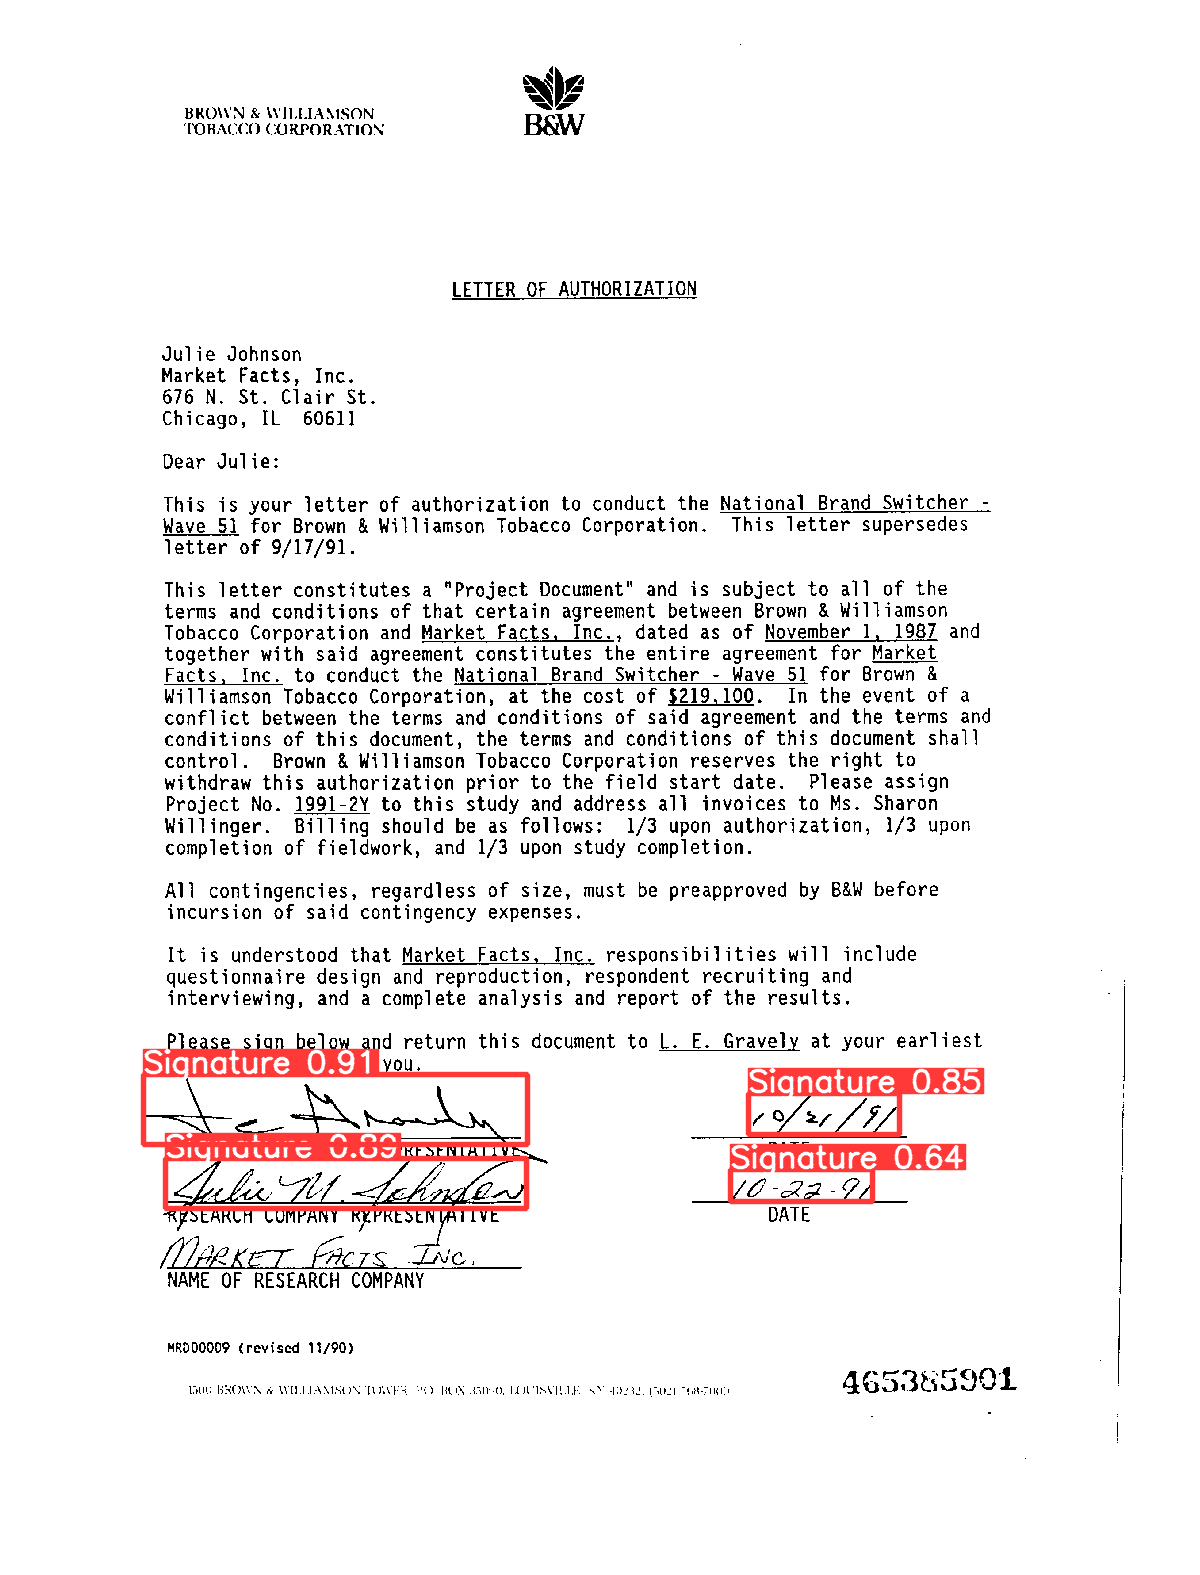 BROWN & WILLIAMSON
TOBACCO CORPORATION
B&W
LETTER OF AUTHORIZATION
Julie Johnson
Market Facts, Inc.
676 N. St. Clair St.
Chicago, IL 60611
Dear Julie:
This is your letter of authorization to conduct the National Brand Switcher -
Wave 51 for Brown & Williamson Tobacco Corporation. This letter supersedes
letter of 9/17/91.
This letter constitutes a "Project Document" and is subject to all of the
terms and conditions of that certain agreement between Brown & Williamson
Tobacco Corporation and Market Facts, Inc., dated as of November 1, 1987 and
together with said agreement constitutes the entire agreement for Market
Facts, Inc. to conduct the National Brand Switcher - Wave 51 for Brown &
Williamson Tobacco Corporation, at the cost of $219,100. In the event of a
conflict between the terms and conditions of said agreement and the terms and
conditions of this document, the terms and conditions of this document shall
control. Brown & Williamson Tobacco Corporation reserves the right to
withdraw this authorization prior to the field start date. Please assign
Project No. 1991-2Y to this study and address all invoices to Ms. Sharon
Willinger. Billing should be as follows: 1/3 upon authorization, 1/3 upon
completion of fieldwork, and 1/3 upon study completion.
All contingencies, regardless of size, must be preapproved by B&W before
incursion of said contingency expenses.
It is understood that Market Facts, Inc. responsibilities will include
questionnaire design and reproduction, respondent recruiting and
interviewing, and a complete analysis and report of the results.
Please sign below and return this document to L. E. Gravely at your earliest
you.
Signature 0.91
Signature 0.85
10/21/91
Signature 0.89
Signature 0.64
Julie M. Johnson
10-22-91
RESEARCH COMPANY REPRESENTATIVE
DATE
MARKET FACTS INC.
NAME OF RESEARCH COMPANY
MRDD0009 (revised 11/90)
1500 BROWN & WILLIAMSON TOWER, P.O. BOX LOUISVILLE, KY 40232,
465385901